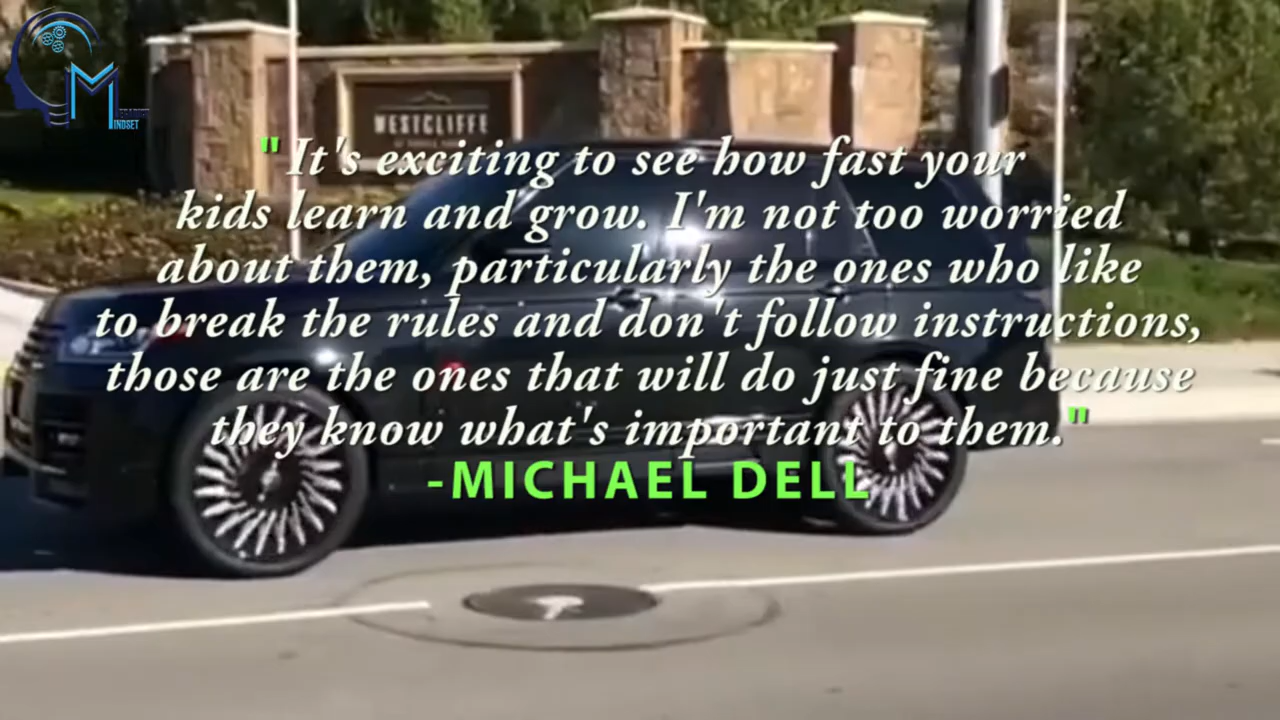 WESTCLIFFE
MINDSET
"It's exciting to see how fast your
kids learn and grow. I'm not too worried
about them, particularly the ones who like
to break the rules and don't follow instructions,
those are the ones that will do just fine because
they know what's important to them."
-MICHAEL DELL